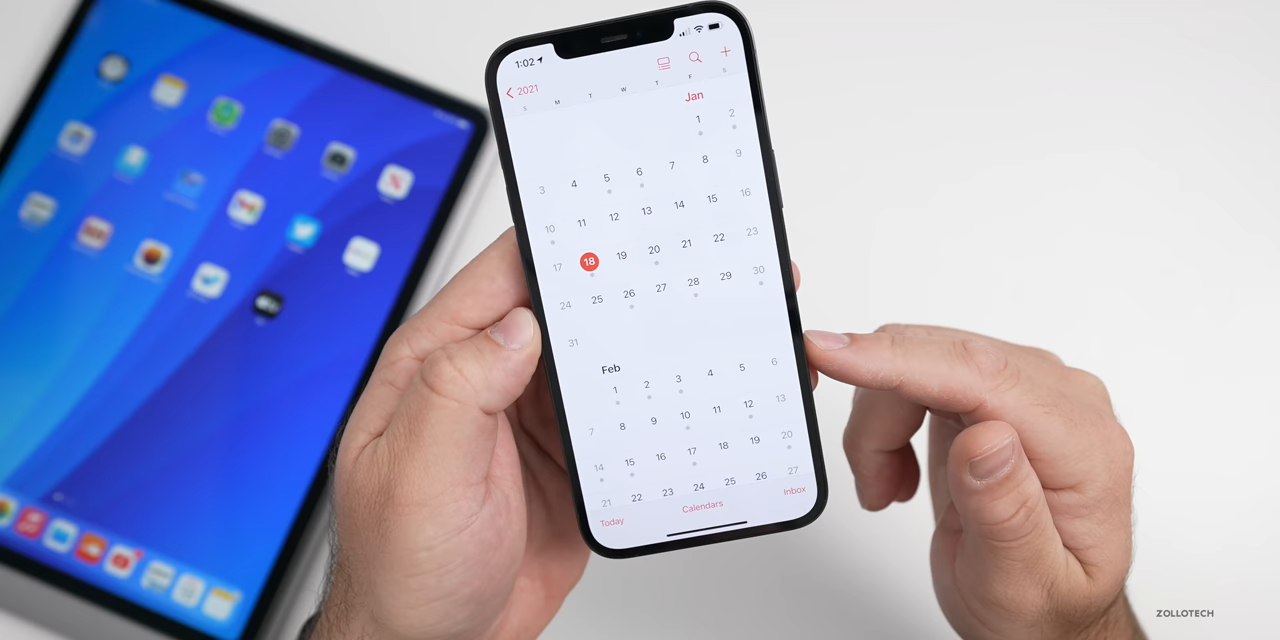 1:02
2021
S M T W T F S
Jan
1 2
3 4 5 6 7 8 9
10 11 12 13 14 15 16
17 18 19 20 21 22 23
24 25 26 27 28 29 30
31
Feb
1 2 3 4 5 6
7 8 9 10 11 12 13
14 15 16 17 18 19 20
21 22 23 24 25 26 27
Today Calendars Inbox
ZOLLOTECH